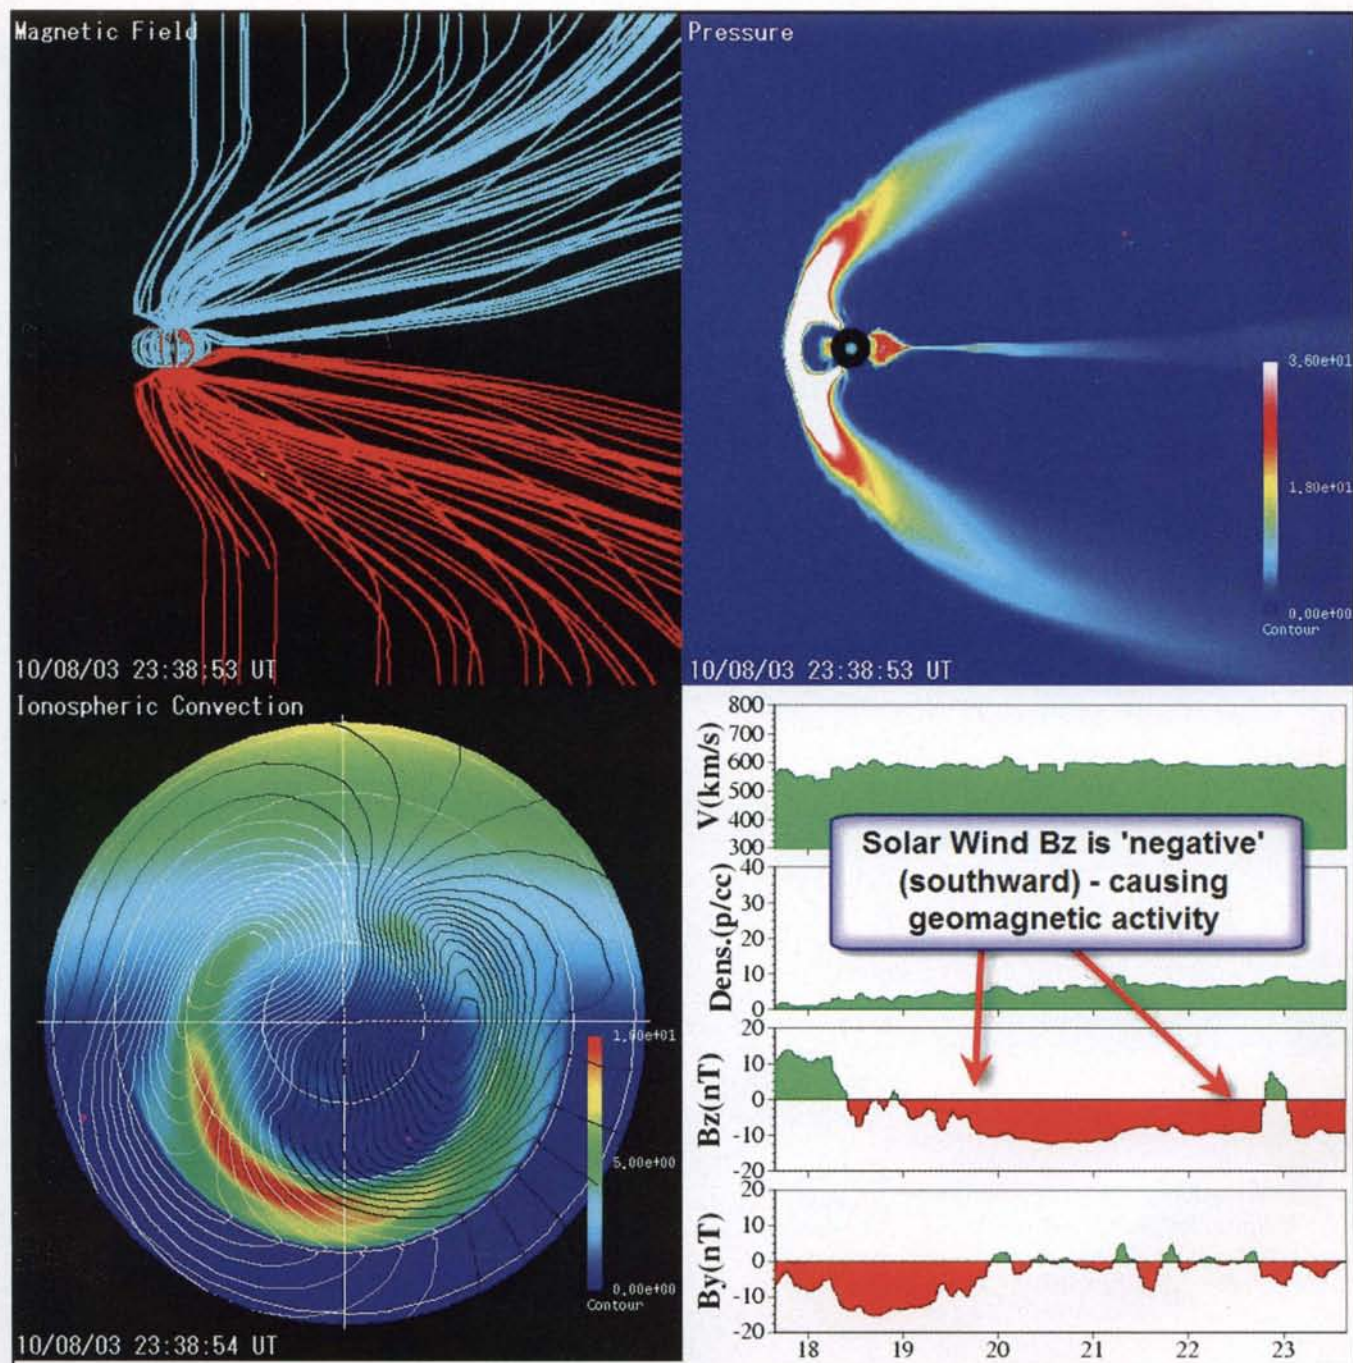 Magnetic Field
10/08/03 23:38:53 UT
Pressure
3.60e+01
1.80e+01
0.00e+00
Contour
10/08/03 23:38:53 UT
Ionospheric Convection
1.00e+01
5.00e+00
0.00e+00
Contour
10/08/03 23:38:54 UT
V(km/s)
800
700
600
500
400
300
Solar Wind Bz is 'negative'
(southward) - causing
geomagnetic activity
Dens.(p/cc)
40
30
20
10
0
Bz(nT)
20
10
0
-10
-20
By(nT)
20
10
0
-10
-20
18 19 20 21 22 23